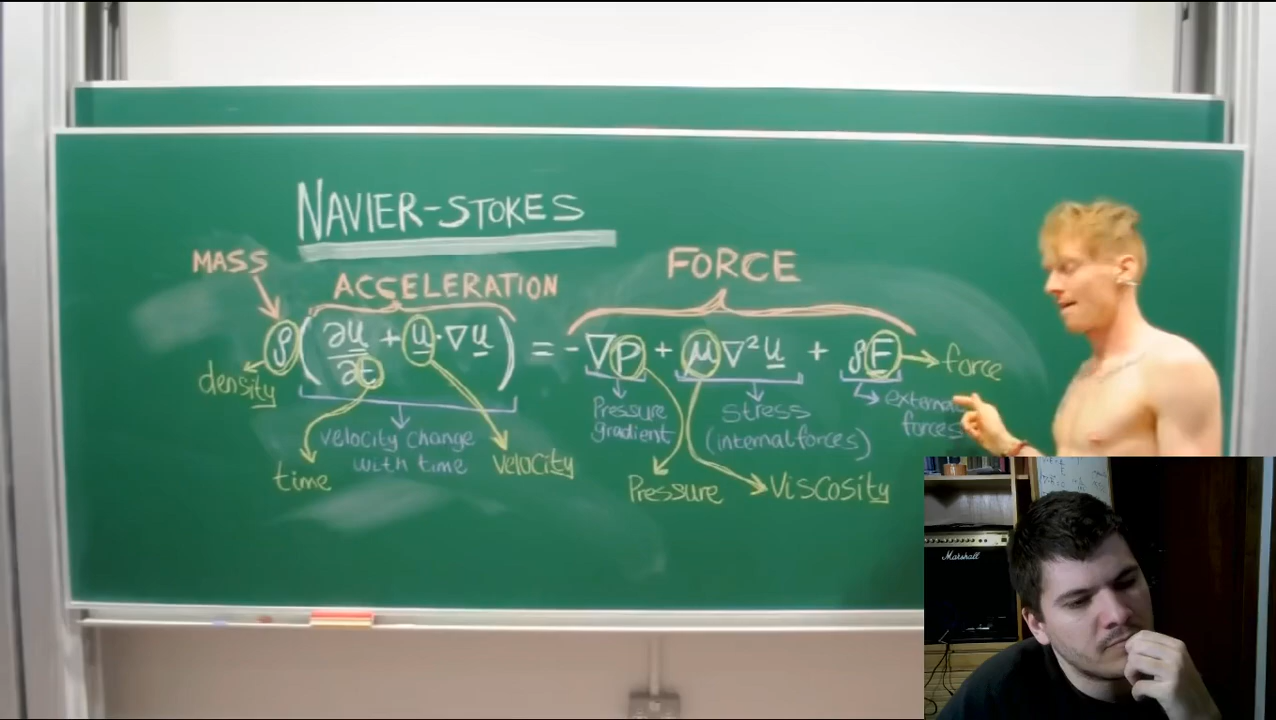 NAVIER-STOKES
MASS
ACCELERATION
FORCE
ρ(∂u/∂t + u·∇u) = -∇p + μ∇²u + ρF
force
density
external
forces
Pressure
gradient
stress
(internal forces)
velocity change
with time
velocity
time
Pressure
Viscosity
Marshall